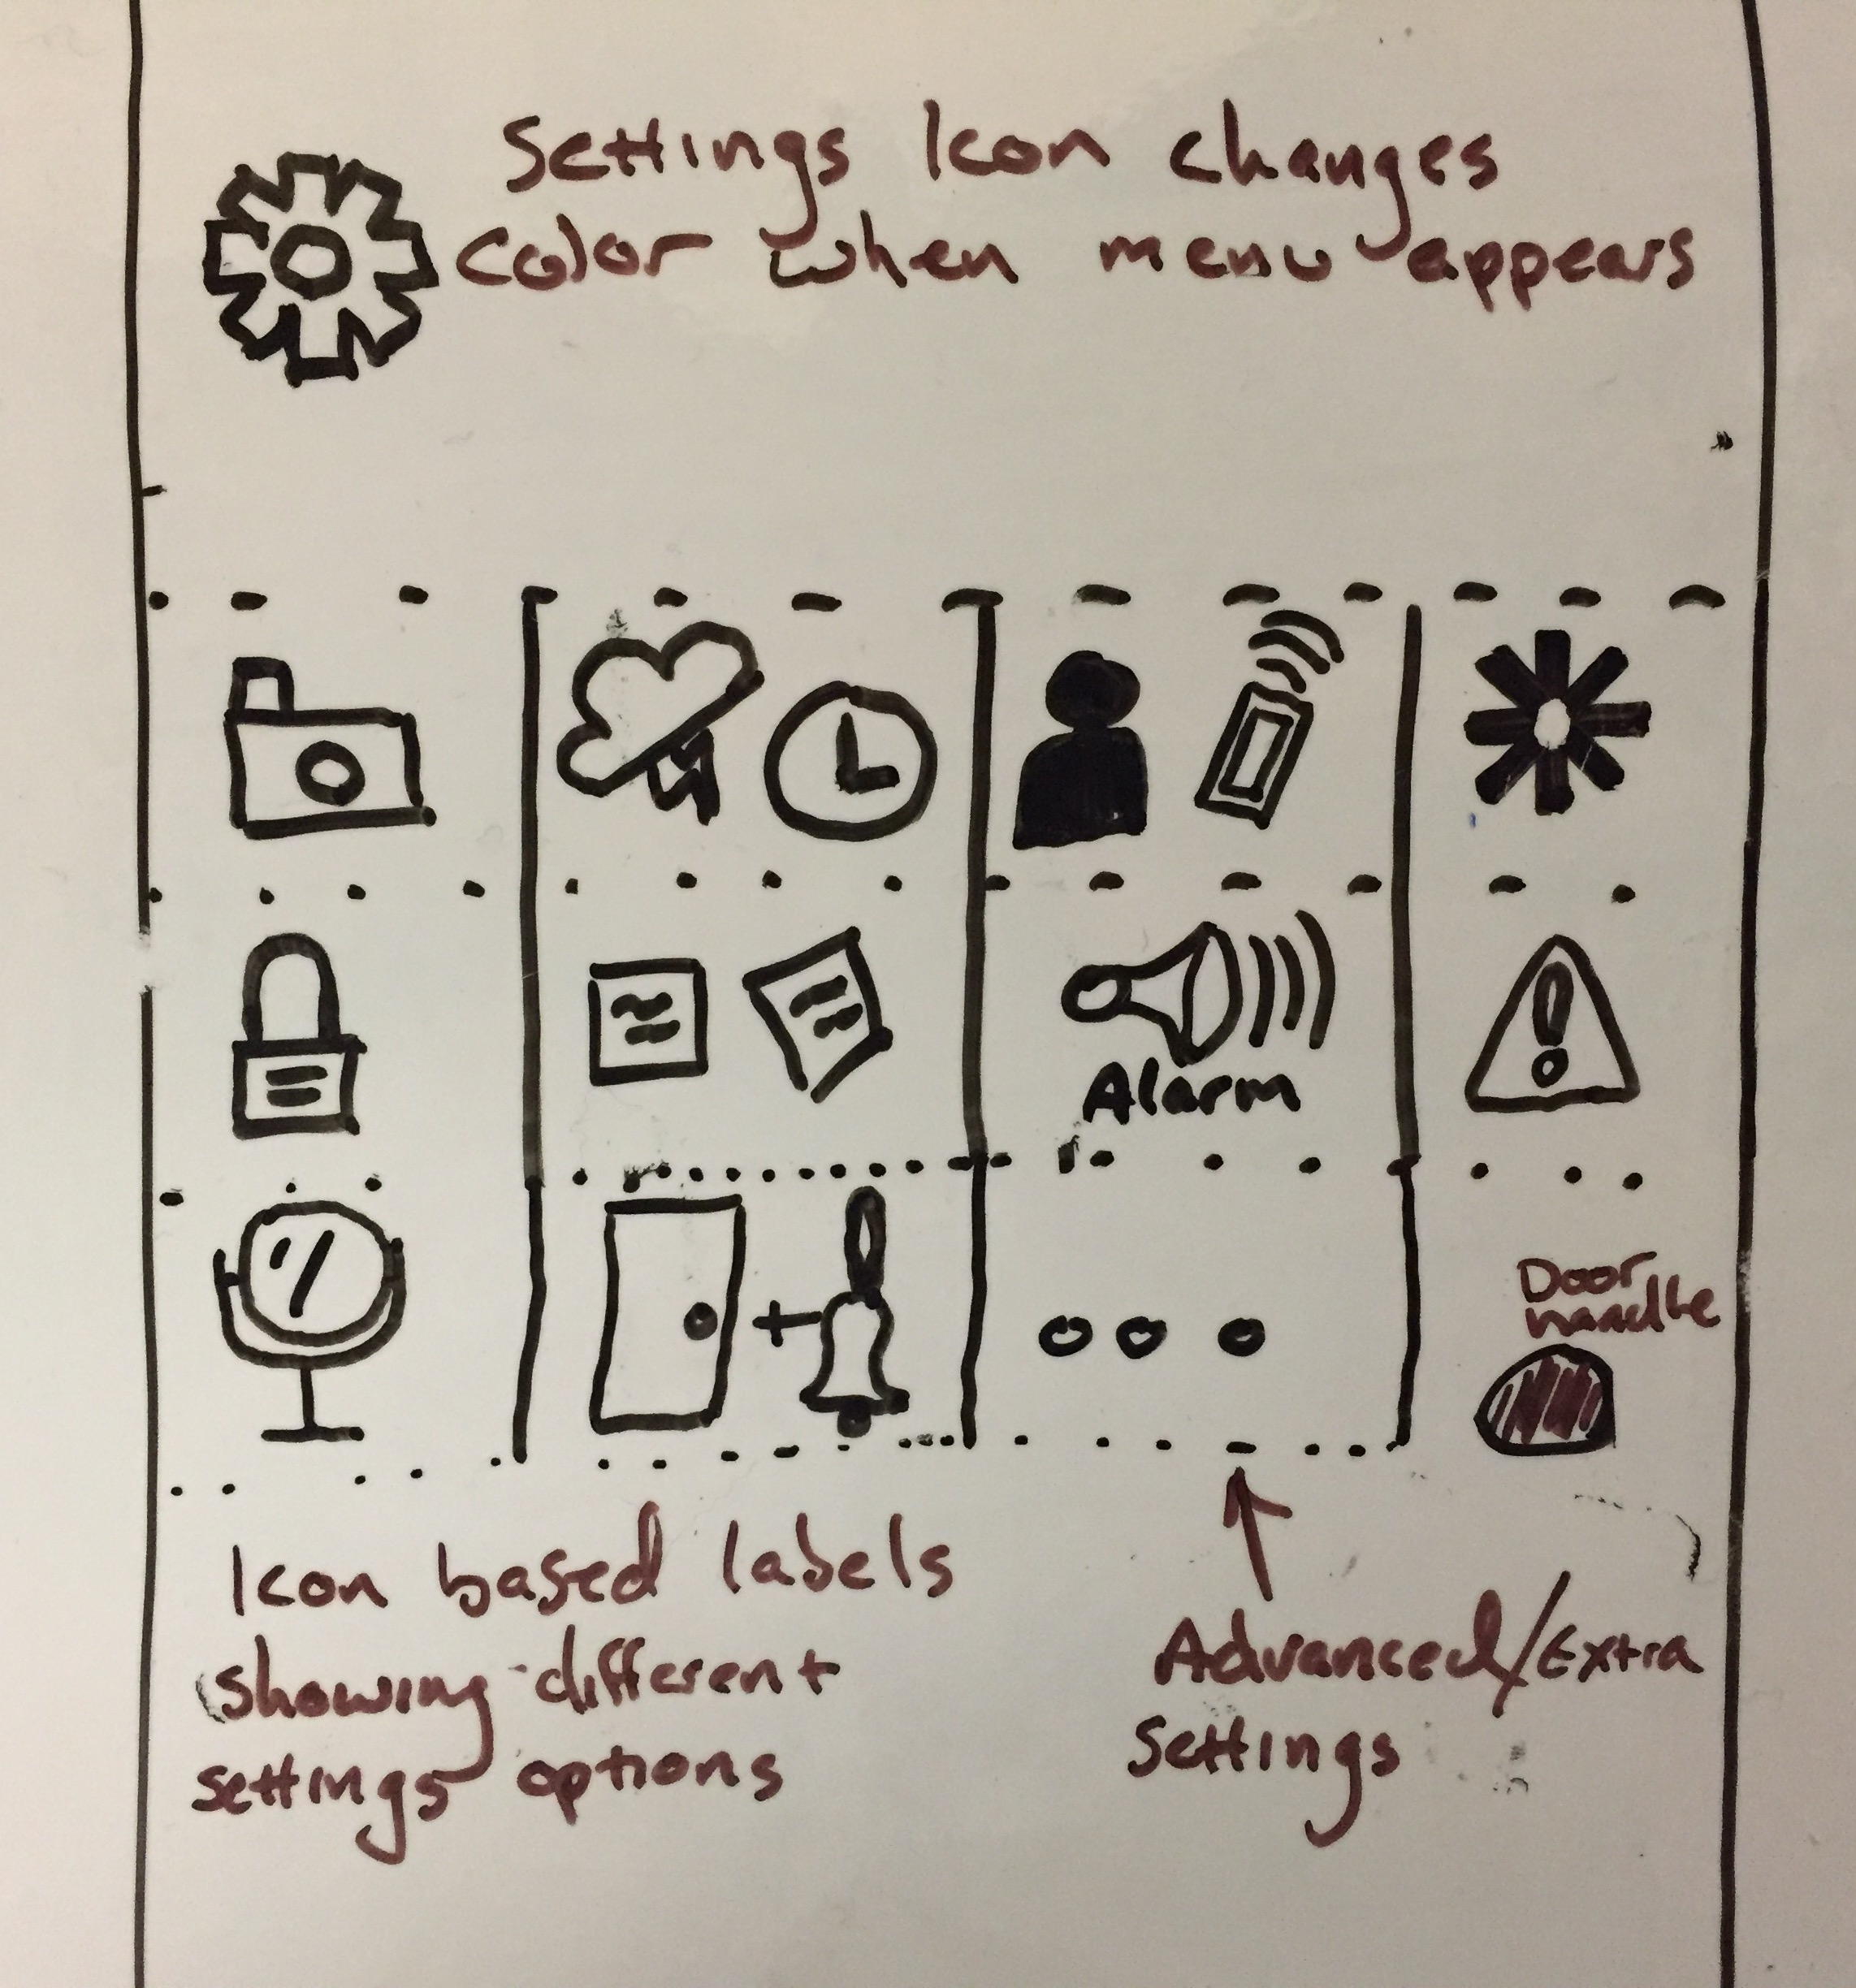 Settings Icon changes
color when menu appears
Alarm
Door
handle
Icon based labels
showing different
settings options
Advanced/Extra
Settings